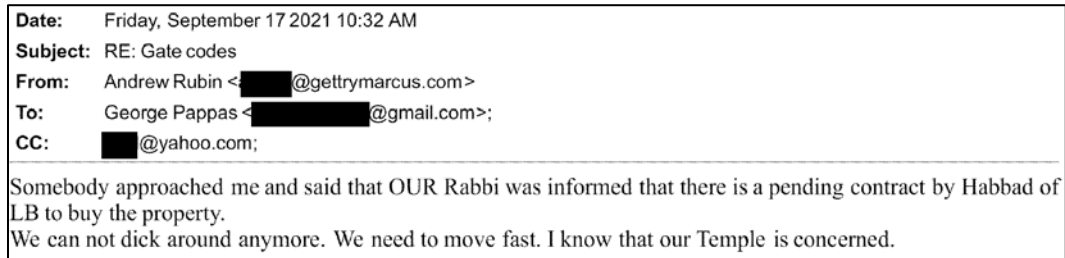 Date: Friday, September 17 2021 10:32 AM
Subject: RE: Gate codes
From: Andrew Rubin < @gettrymarcus.com>
To: George Pappas < @gmail.com>;
CC: @yahoo.com;
Somebody approached me and said that OUR Rabbi was informed that there is a pending contract by Habbad of
LB to buy the property.
We can not dick around anymore. We need to move fast. I know that our Temple is concerned.